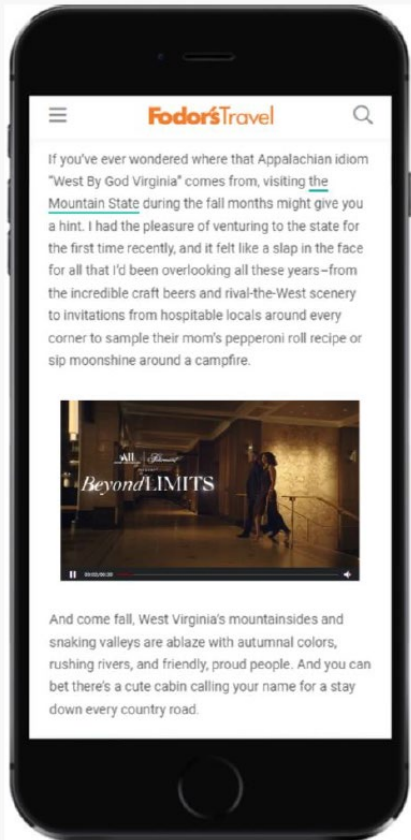 Fodor'sTravel
If you've ever wondered where that Appalachian idiom
"West By God Virginia" comes from, visiting the
Mountain State during the fall months might give you
a hint. I had the pleasure of venturing to the state for
the first time recently, and it felt like a slap in the face
for all that I'd been overlooking all these years–from
the incredible craft beers and rival-the-West scenery
to invitations from hospitable locals around every
corner to sample their mom's pepperoni roll recipe or
sip moonshine around a campfire.
ALL
Beyond LIMITS
And come fall, West Virginia's mountainsides and
snaking valleys are ablaze with autumnal colors,
rushing rivers, and friendly, proud people. And you can
bet there's a cute cabin calling your name for a stay
down every country road.